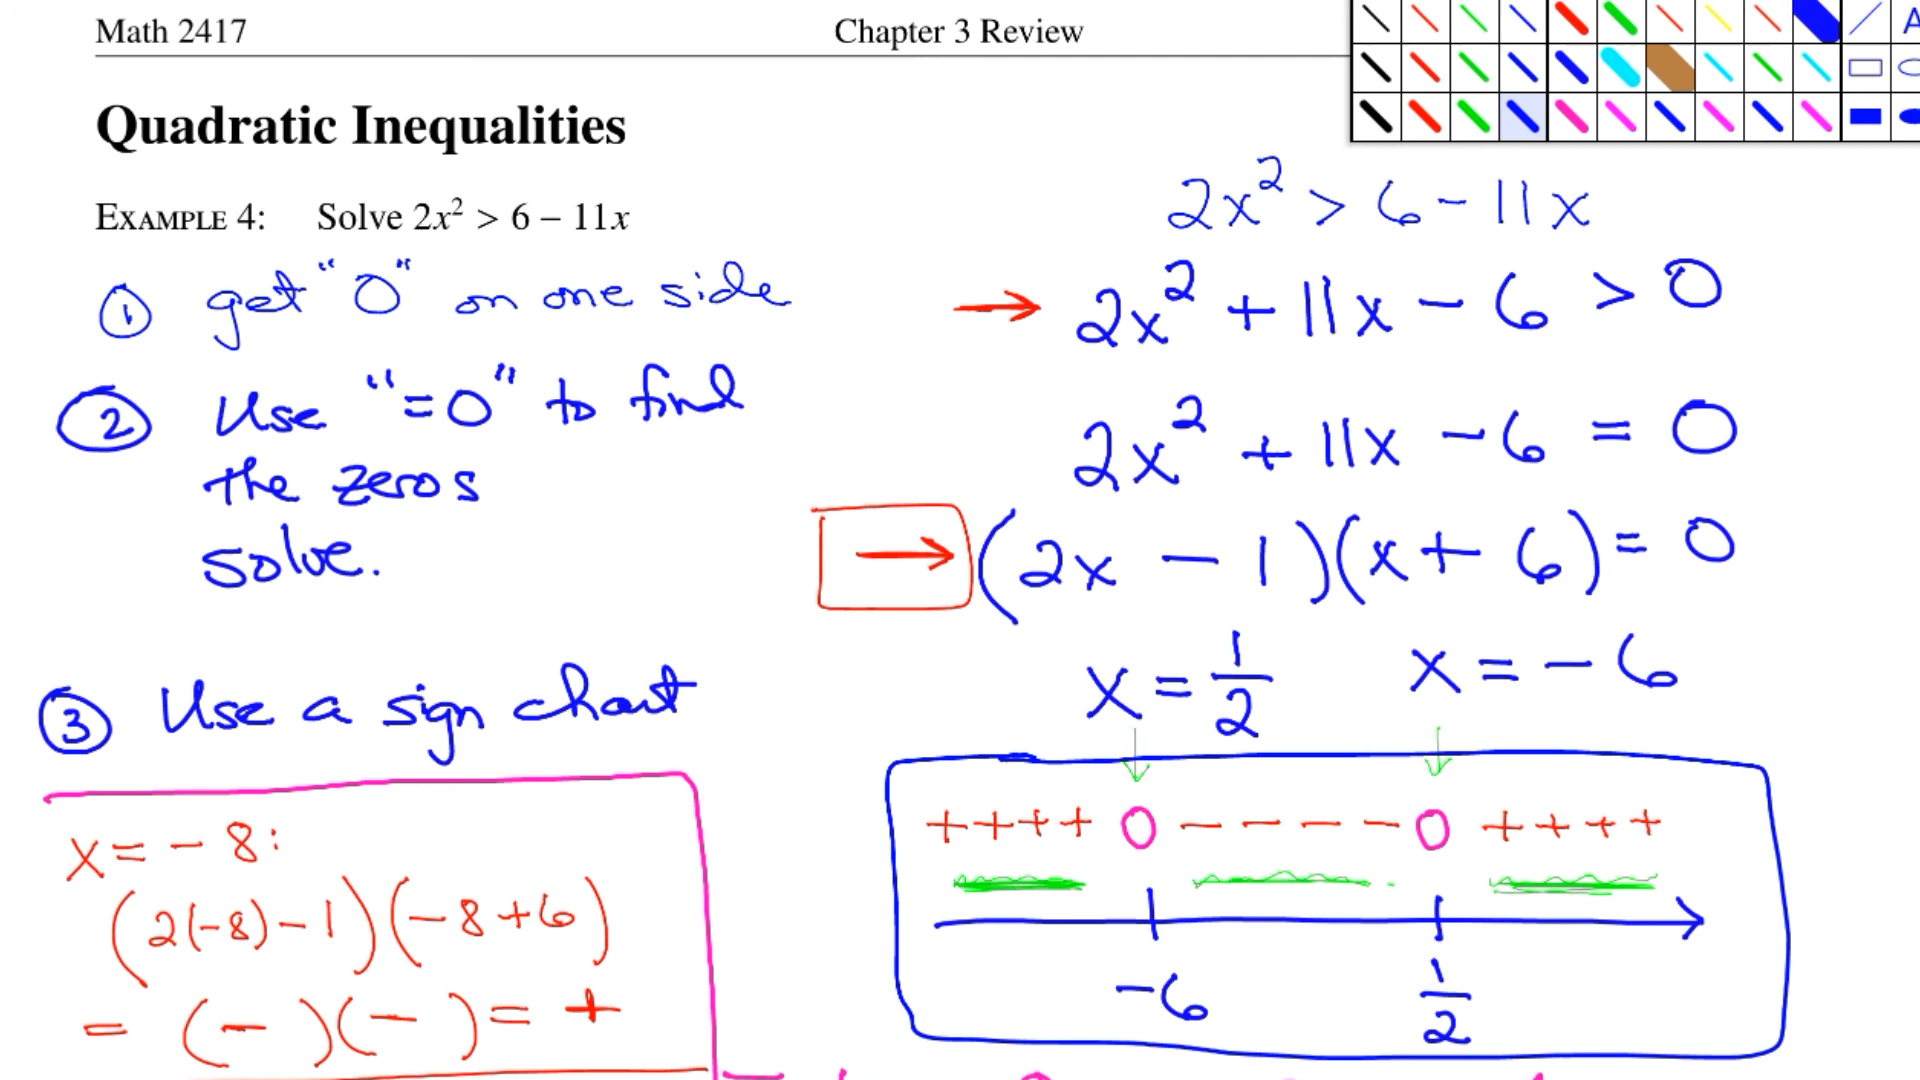 Math 2417
Chapter 3 Review
A
Quadratic Inequalities
EXAMPLE 4: Solve 2x² > 6 – 11x
① get "0" on one side
② Use "=0" to find
the zeros
solve.
③ Use a sign chart
x = -8:
(2(-8)-1)(-8+6)
= (-)(-) = +
2x² > 6 - 11x
→ 2x² + 11x - 6 > 0
2x² + 11x - 6 = 0
→ (2x - 1)(x + 6) = 0
x = 1/2 x = -6
++++ 0 ----- 0 ++++
-6 1/2